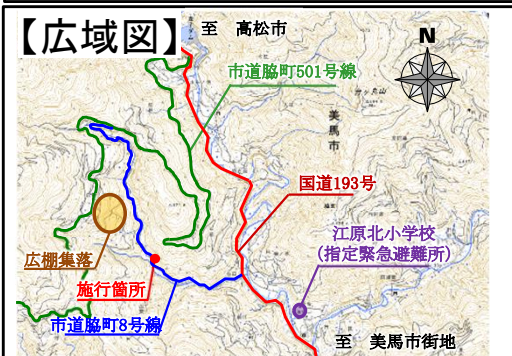 【広域図】
至 高松市
N
市道脇町501号線
美馬市
国道193号
江原北小学校
(指定緊急避難所)
広棚集落
施行箇所
市道脇町8号線
至 美馬市街地